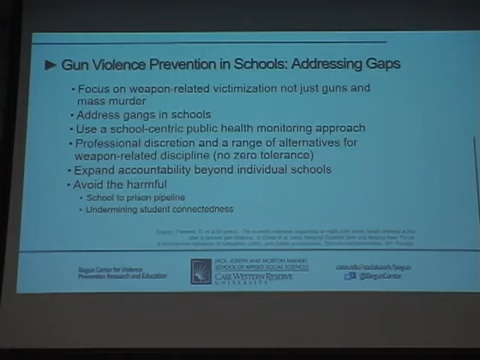 ► Gun Violence Prevention in Schools: Addressing Gaps
• Focus on weapon-related victimization not just guns and
mass murder
• Address gangs in schools
• Use a school-centric public health monitoring approach
• Professional discretion and a range of alternatives for
weapon-related discipline (no zero tolerance)
• Expand accountability beyond individual schools
• Avoid the harmful
• School to prison pipeline
• Undermining student connectedness
Begun Center for Violence
Prevention Research and Education
JACK, JOSEPH AND MORTON MANDEL
SCHOOL OF APPLIED SOCIAL SCIENCES
CASE WESTERN RESERVE
UNIVERSITY
case.edu/socialwork/begun
@BegunCenter